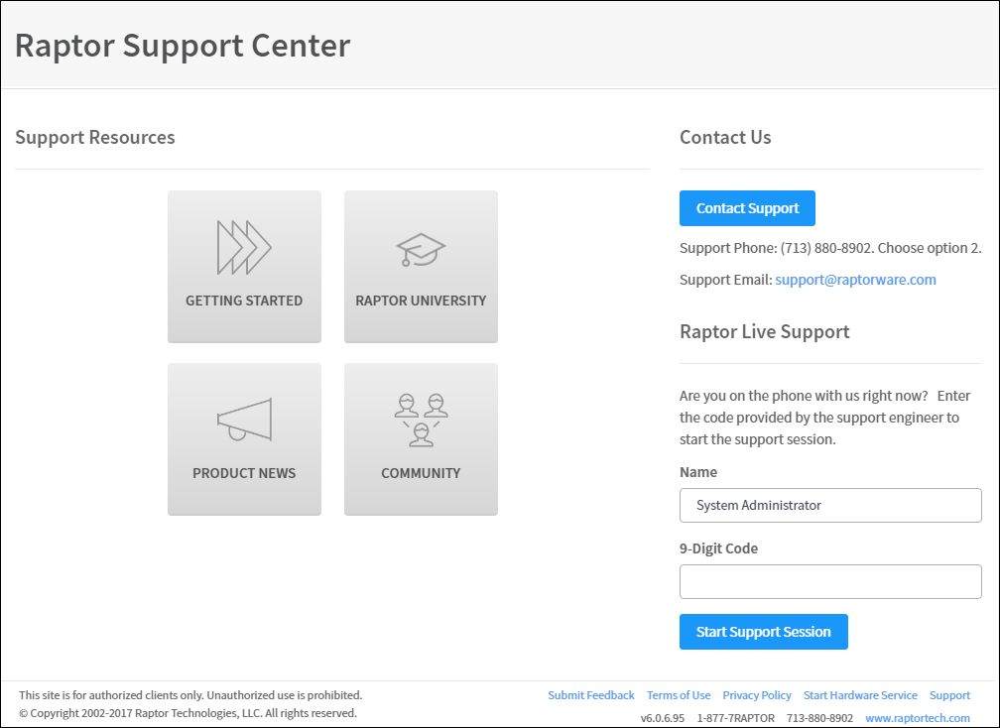 Raptor Support Center
Support Resources
GETTING STARTED
RAPTOR UNIVERSITY
PRODUCT NEWS
COMMUNITY
Contact Us
Contact Support
Support Phone: (713) 880-8902. Choose option 2.
Support Email: support@raptorware.com
Raptor Live Support
Are you on the phone with us right now? Enter
the code provided by the support engineer to
start the support session.
Name
System Administrator
9-Digit Code
Start Support Session
This site is for authorized clients only. Unauthorized use is prohibited.
© Copyright 2002-2017 Raptor Technologies, LLC. All rights reserved.
Submit Feedback Terms of Use Privacy Policy Start Hardware Service Support
v6.0.6.95 1-877-7RAPTOR 713-880-8902 www.raptortech.com